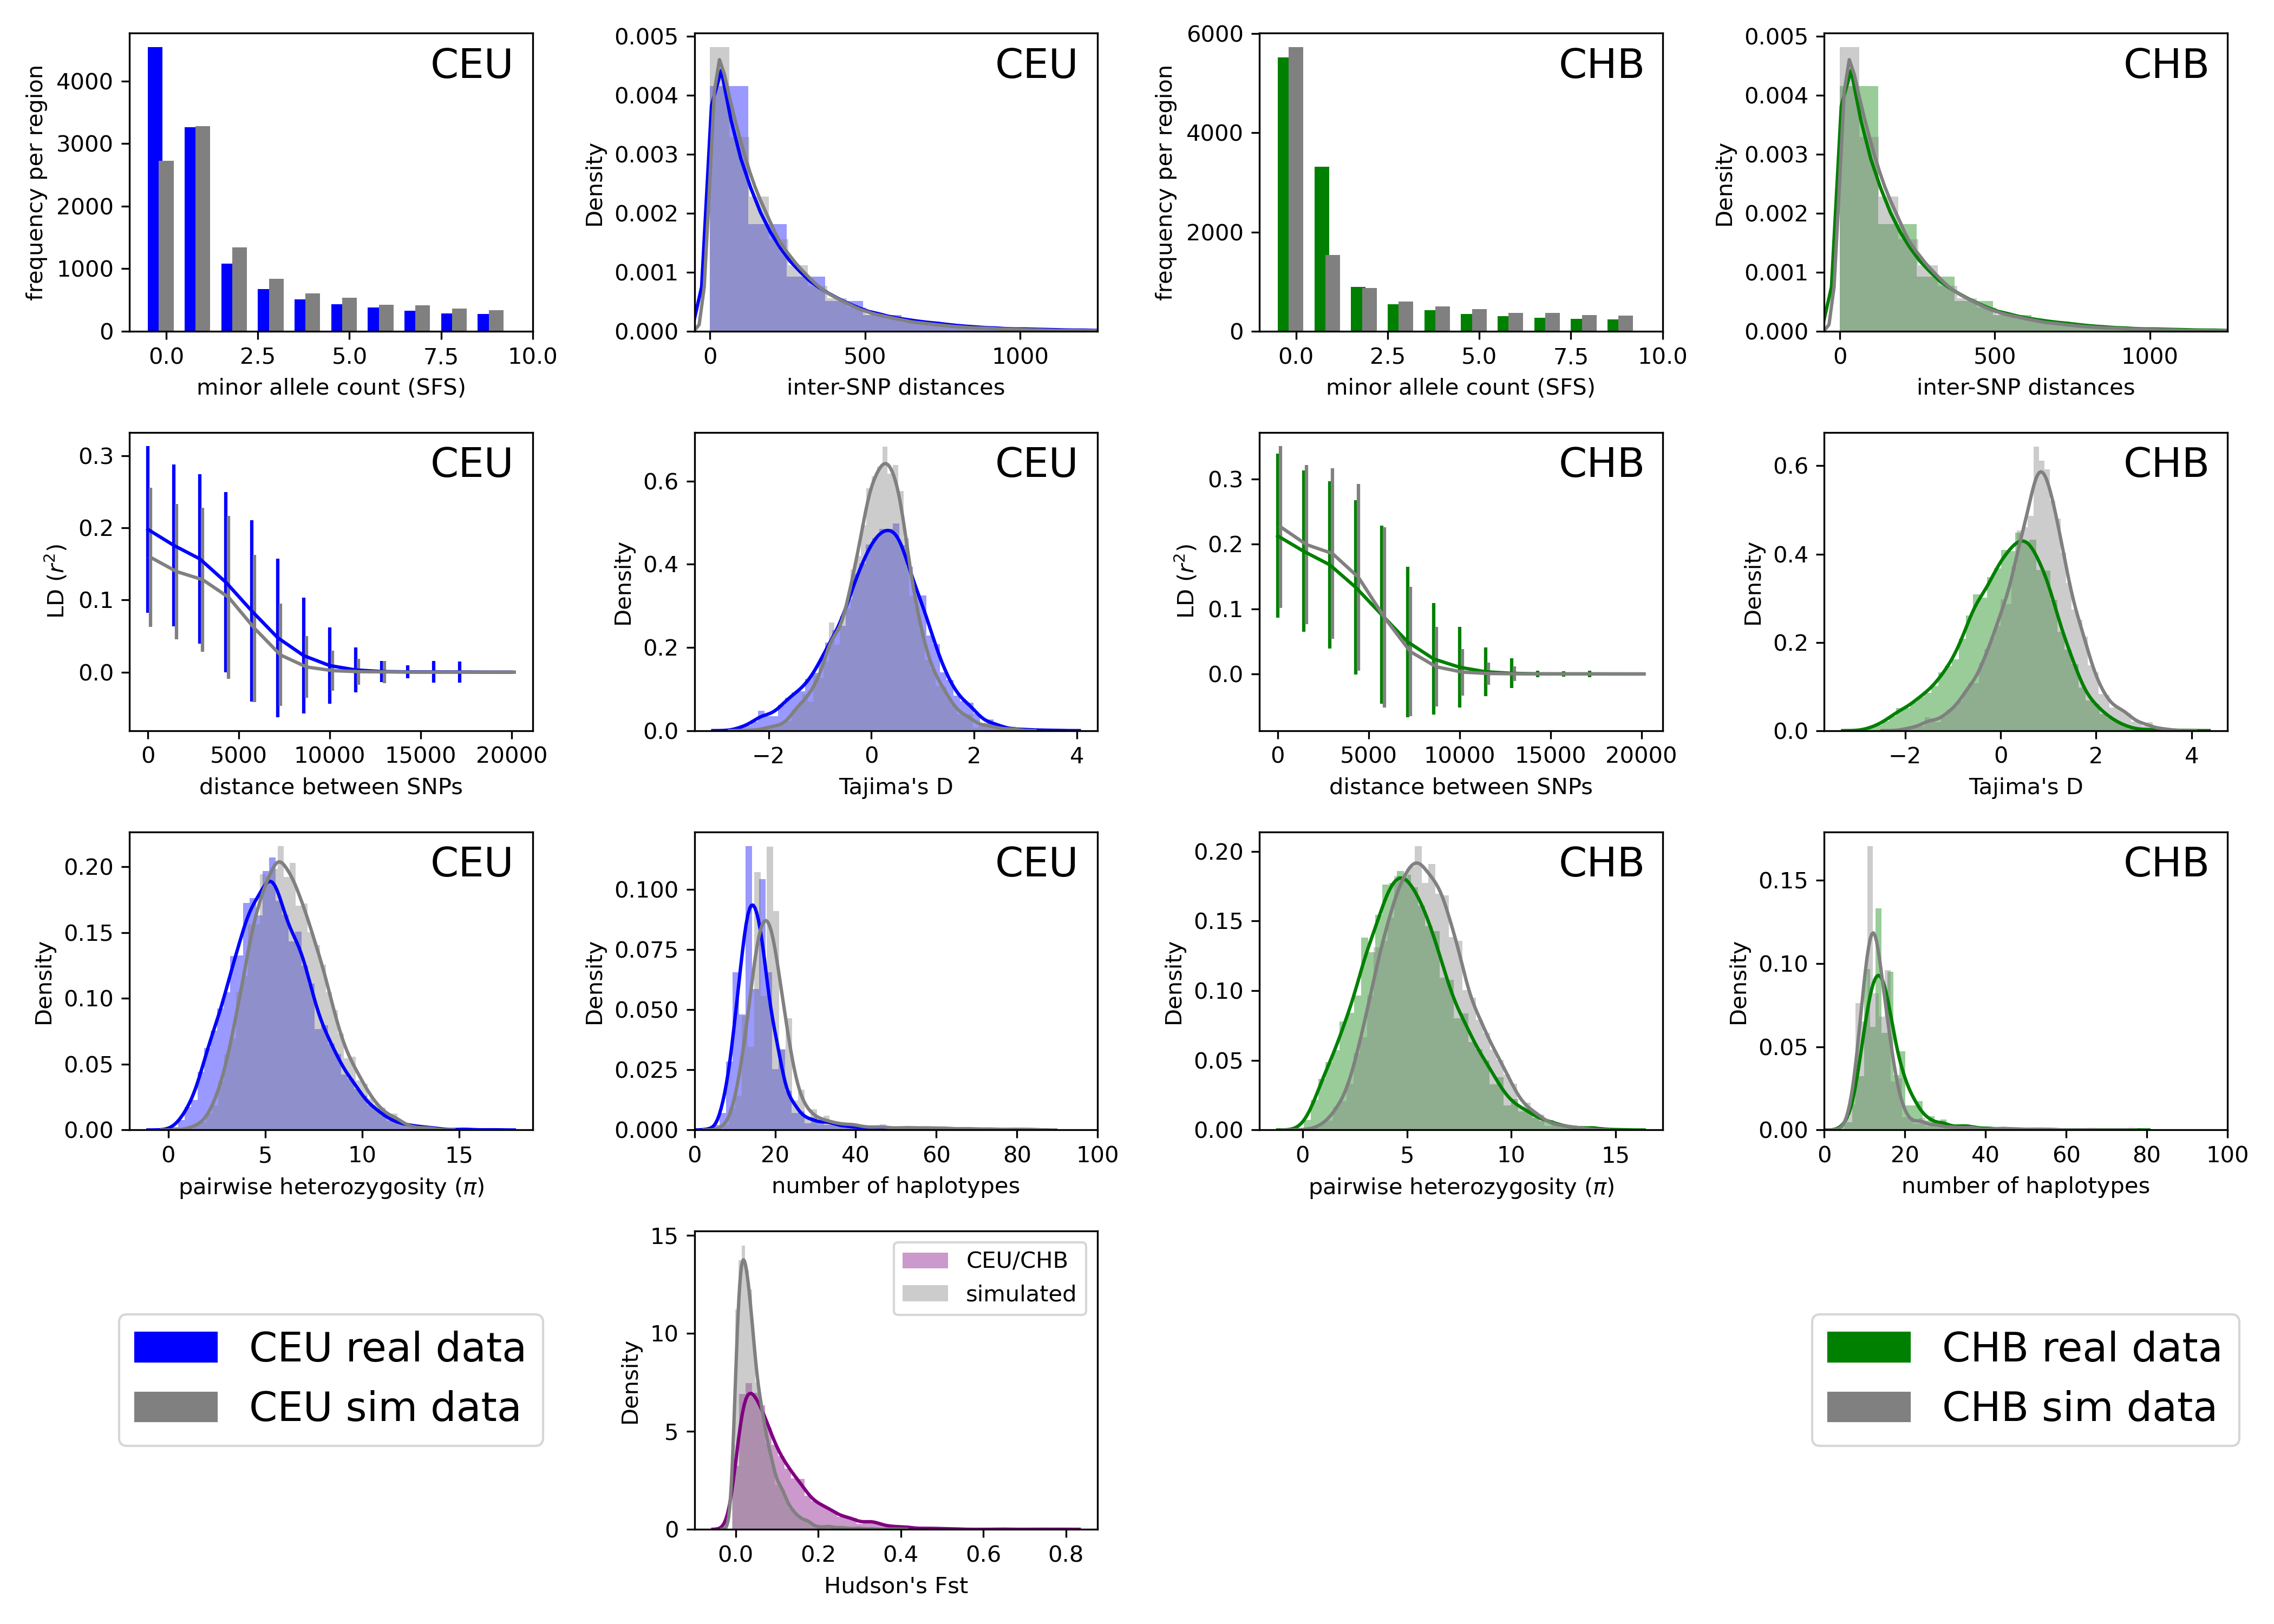 CEU
frequency per region
4000
3000
2000
1000
0
0.0 2.5 5.0 7.5 10.0
minor allele count (SFS)
CEU
Density
0.005
0.004
0.003
0.002
0.001
0.000
0 500 1000
inter-SNP distances
CHB
frequency per region
6000
4000
2000
0
0.0 2.5 5.0 7.5 10.0
minor allele count (SFS)
CHB
Density
0.005
0.004
0.003
0.002
0.001
0.000
0 500 1000
inter-SNP distances
CEU
LD (r²)
0.3
0.2
0.1
0.0
0 5000 10000 15000 20000
distance between SNPs
CEU
Density
0.6
0.4
0.2
0.0
−2 0 2 4
Tajima's D
CHB
LD (r²)
0.3
0.2
0.1
0.0
0 5000 10000 15000 20000
distance between SNPs
CHB
Density
0.6
0.4
0.2
0.0
−2 0 2 4
Tajima's D
CEU
Density
0.20
0.15
0.10
0.05
0.00
0 5 10 15
pairwise heterozygosity (π)
CEU
Density
0.100
0.075
0.050
0.025
0.000
0 20 40 60 80 100
number of haplotypes
CHB
Density
0.20
0.15
0.10
0.05
0.00
0 5 10 15
pairwise heterozygosity (π)
CHB
Density
0.15
0.10
0.05
0.00
0 20 40 60 80 100
number of haplotypes
CEU real data
CEU sim data
Density
15
10
5
0
0.0 0.2 0.4 0.6 0.8
Hudson's Fst
CEU/CHB
simulated
CHB real data
CHB sim data